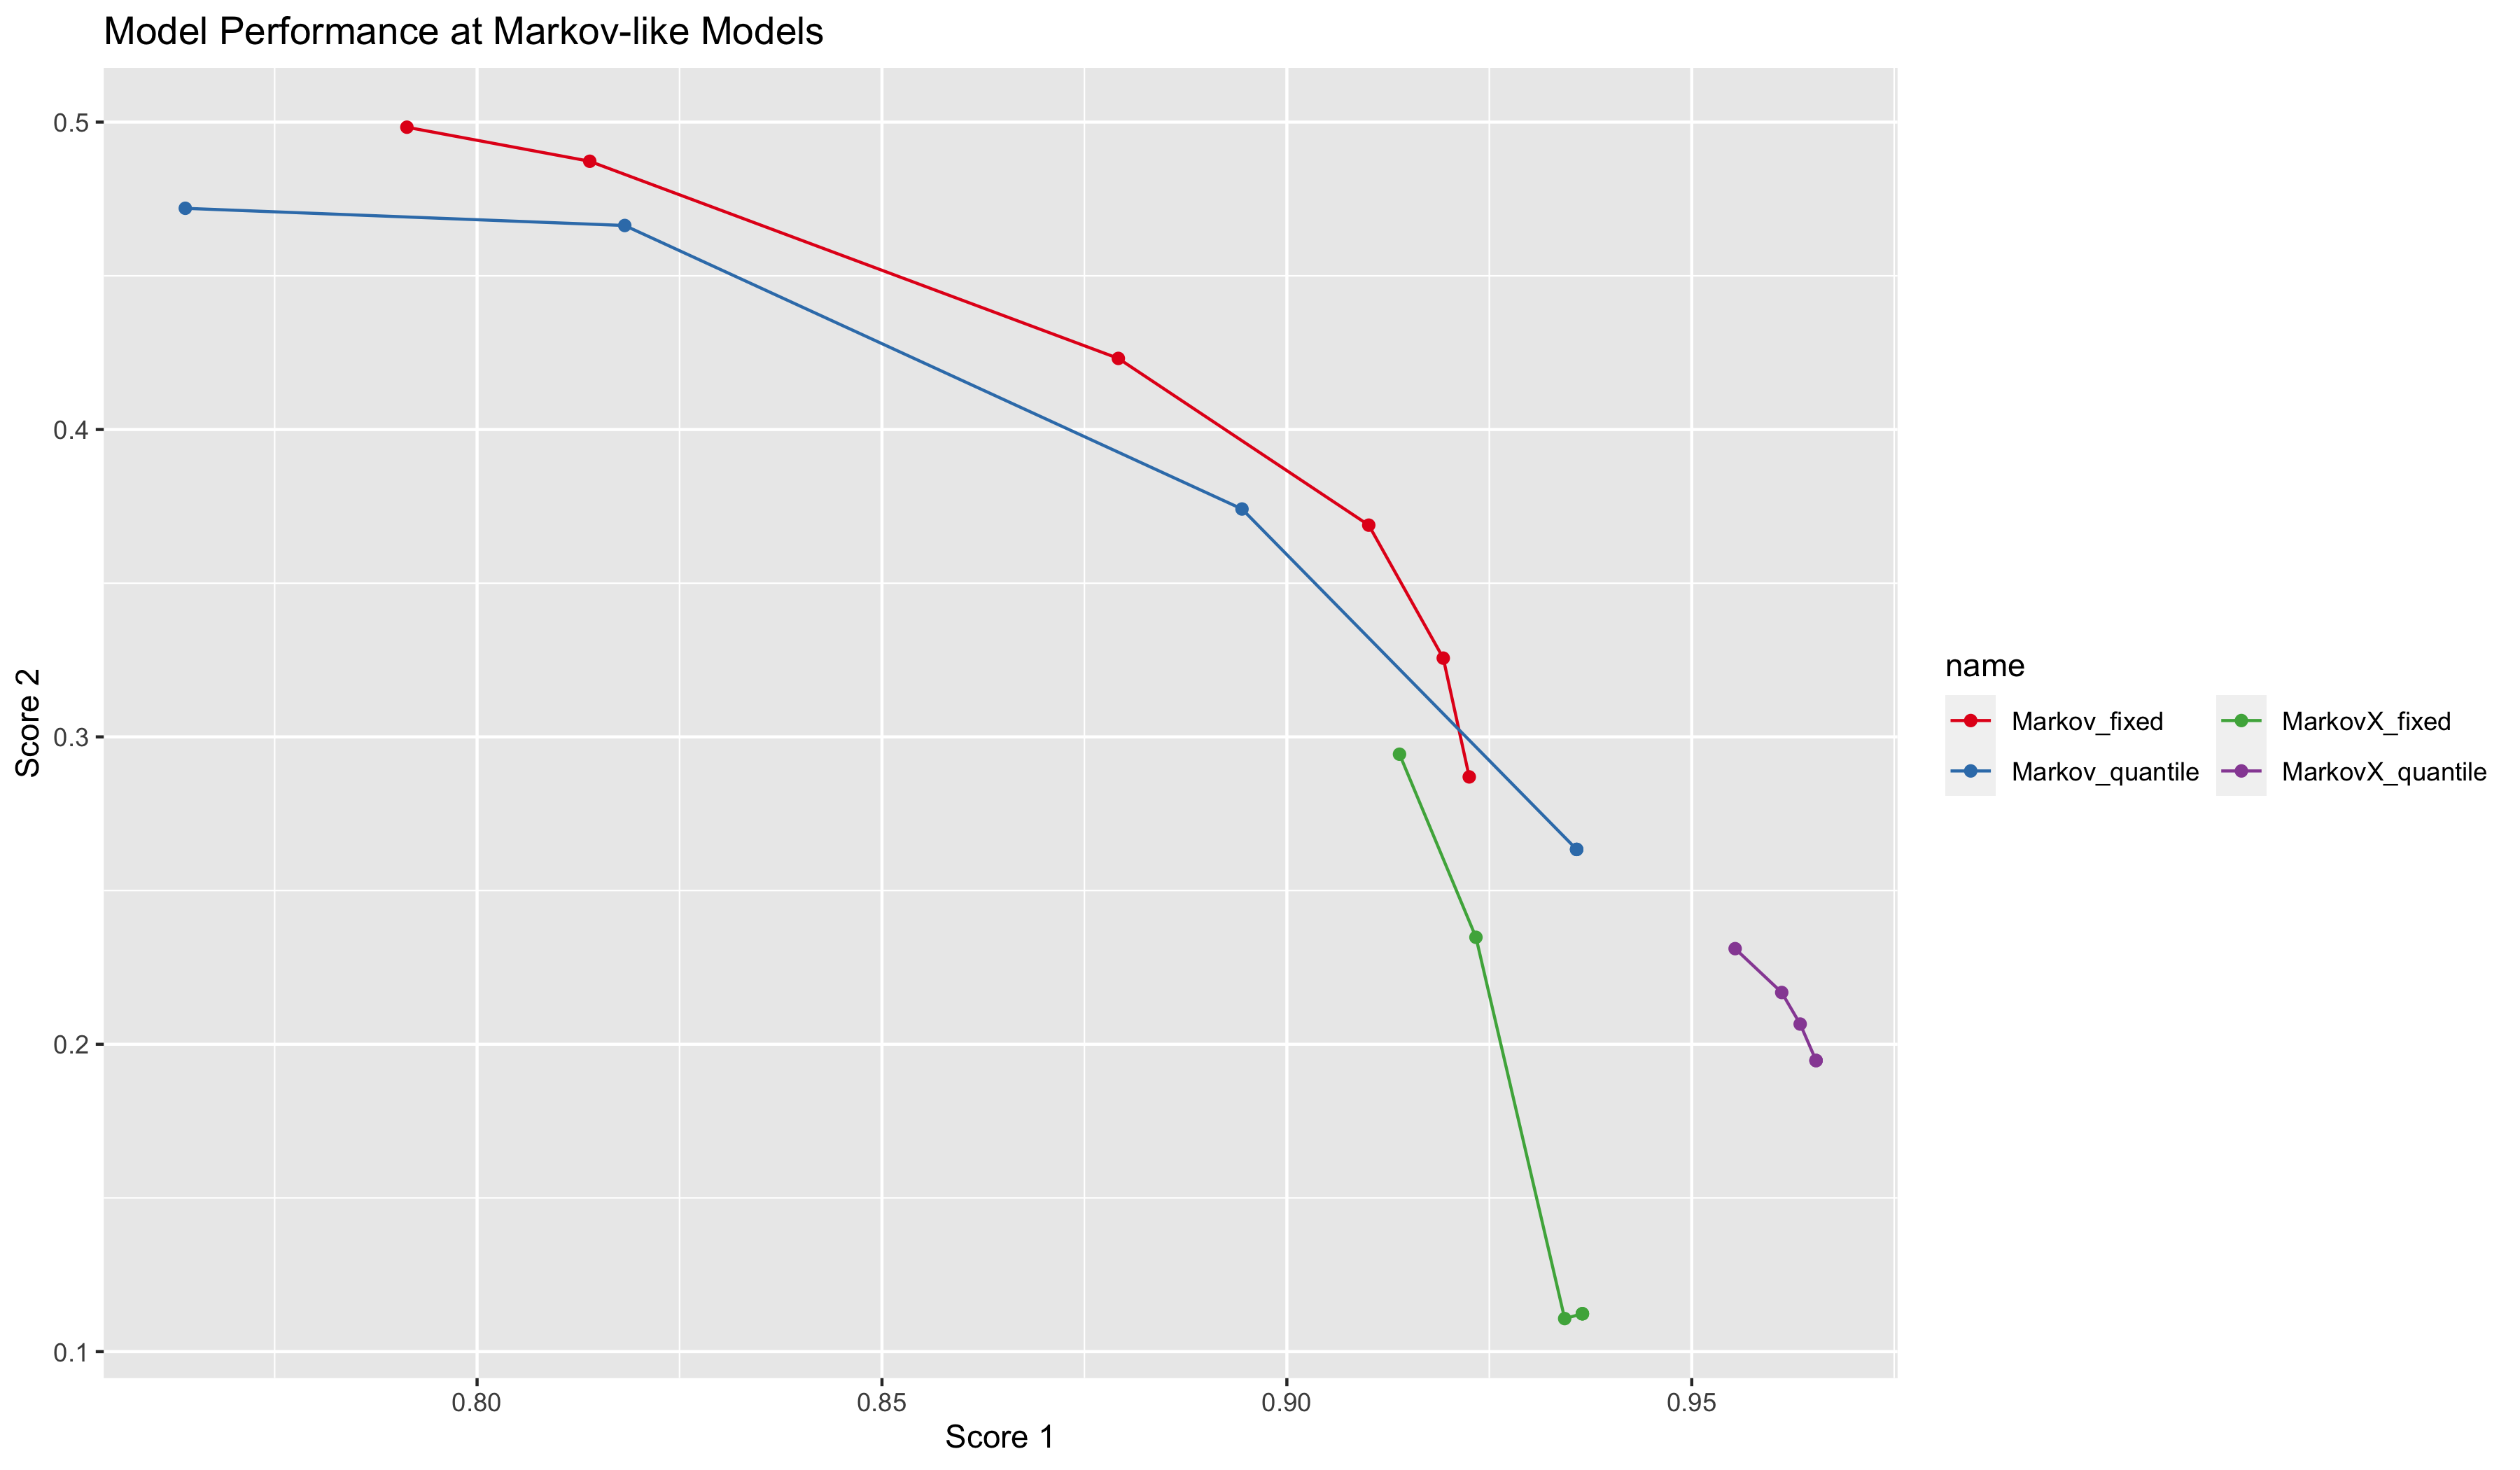 Model Performance at Markov-like Models
0.5
0.4
0.3
0.2
0.1
Score 2
0.80 0.85 0.90 0.95
Score 1
name
Markov_fixed MarkovX_fixed
Markov_quantile MarkovX_quantile